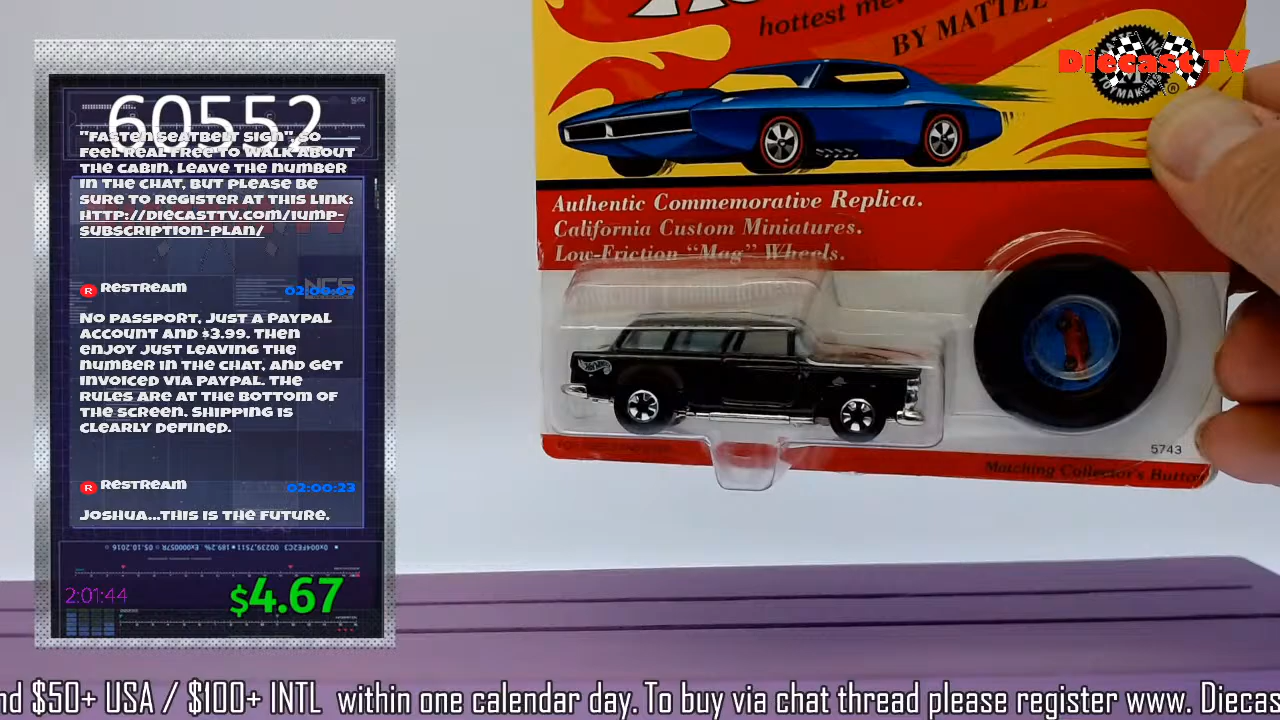 60552
"Fasten Seatbelt Sign", so
feel real free to walk about
the cabin, leave the number
in the chat, but please be
sure to register at this link:
http://diecasttv.com/jump-
subscription-plan/
Restream 02:00:07
No passport, just a PayPal
account and $3.99. Then
enjoy just leaving the
number in the chat, and get
invoiced via PayPal. The
rules are at the bottom of
the screen. Shipping is
clearly defined.
Restream 02:00:23
Joshua...this is the future.
2:01:44
$4.67
hottest
BY MATTEL
Diecast TV
Authentic Commemorative Replica.
California Custom Miniatures.
Low-Friction "Mag" Wheels.
5743
Matching Collector's Button
nd $50+ USA / $100+ INTL within one calendar day. To buy via chat thread please register www. Diecas